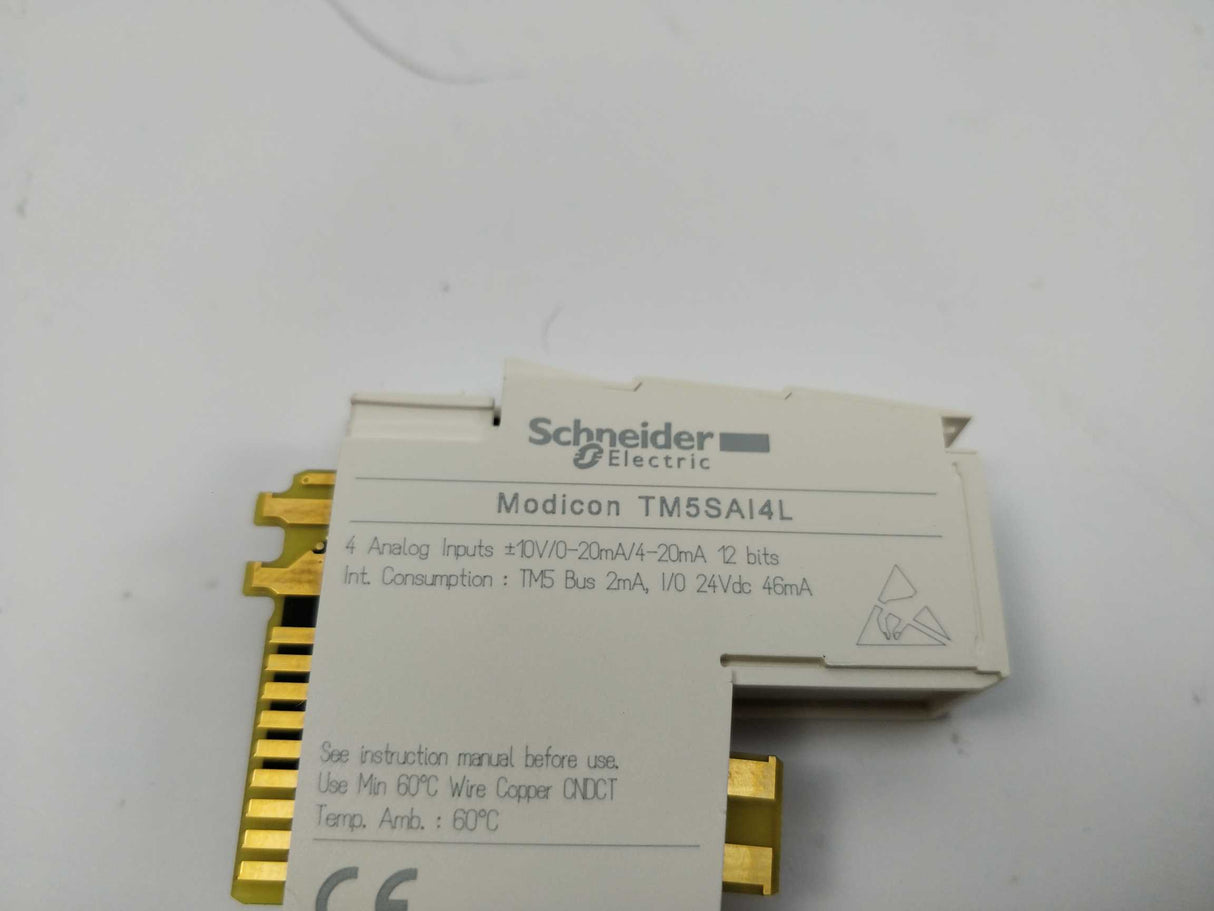 Schneider
Electric
Modicon TM5SAI4L
4 Analog Inputs ±10V/0-20mA/4-20mA 12 bits
Int. Consumption : TM5 Bus 2mA, I/O 24Vdc 46mA
See instruction manual before use.
Use Min 60°C Wire Copper CNDCT
Temp. Amb. : 60°C
CE